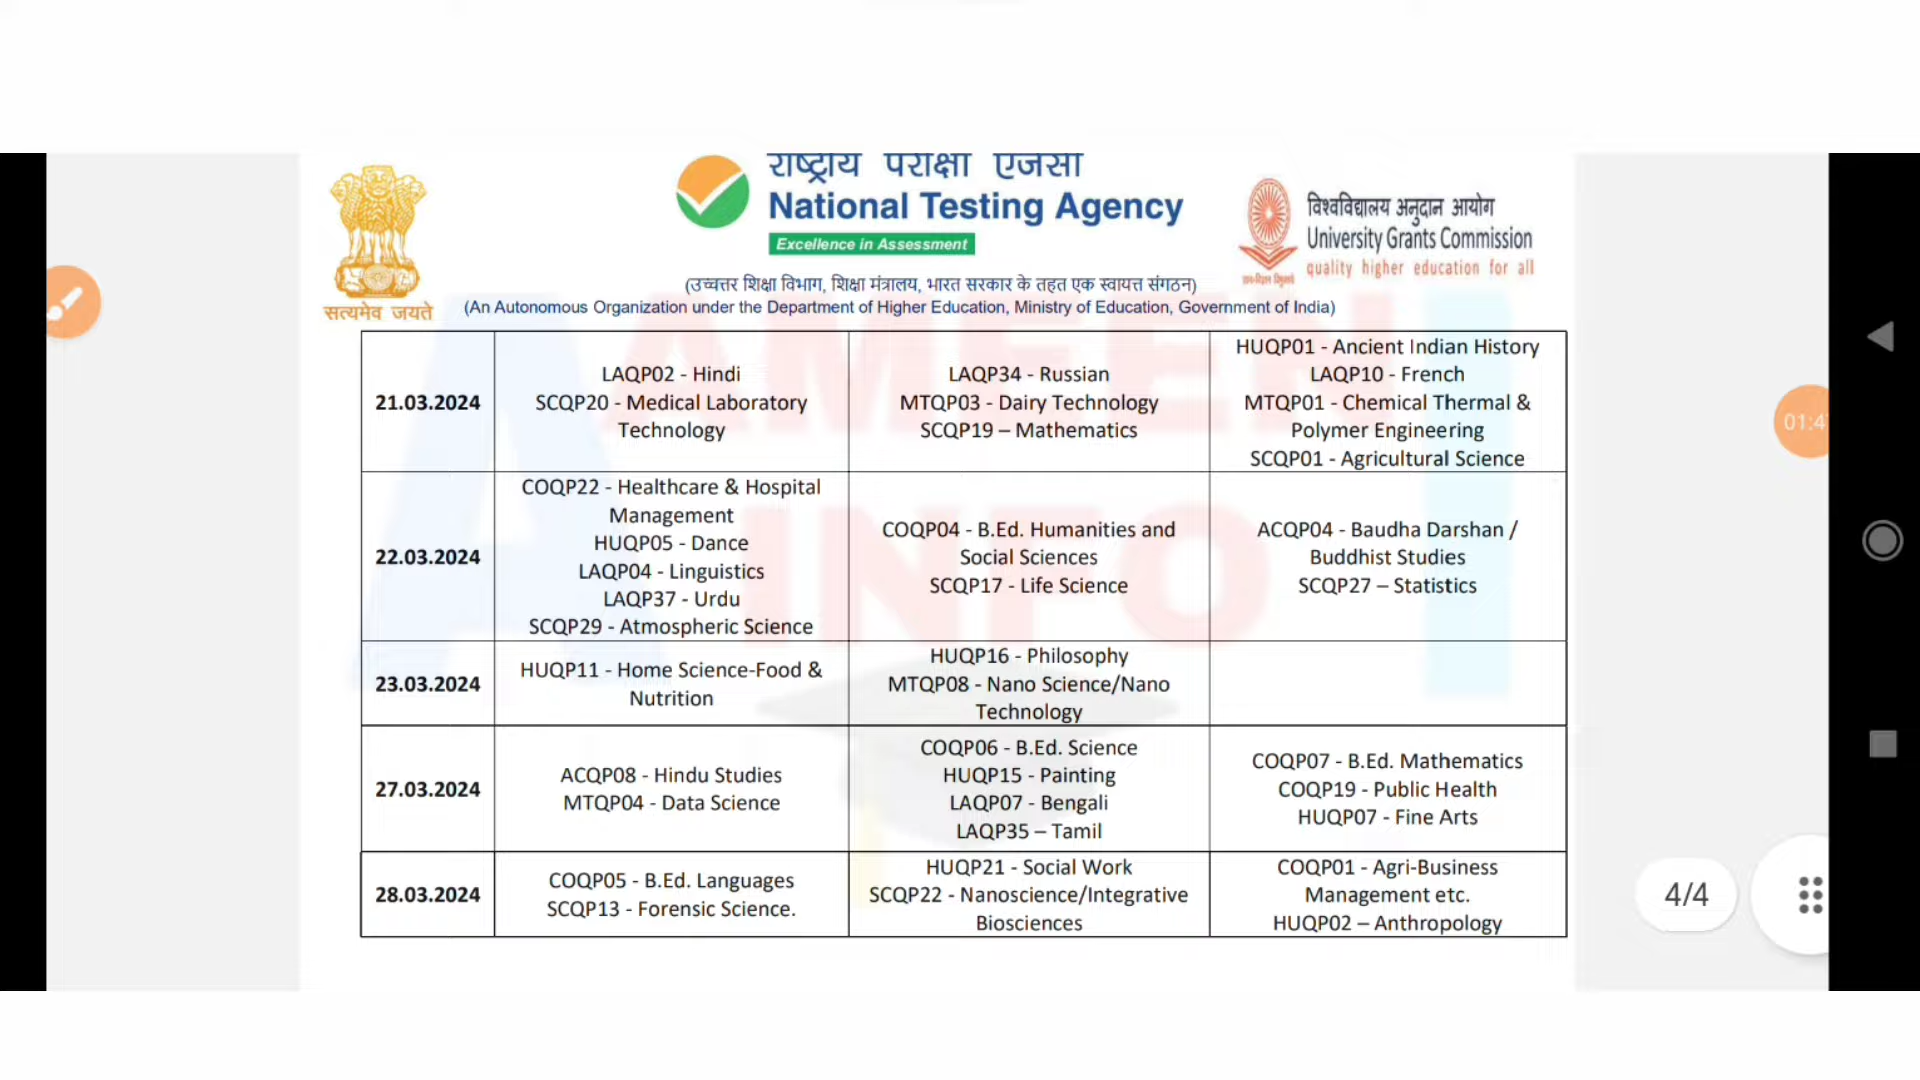 राष्ट्रीय परीक्षा एजेंसी
National Testing Agency
Excellence in Assessment
सत्यमेव जयते
विश्वविद्यालय अनुदान आयोग
University Grants Commission
quality higher education for all
(उच्चत्तर शिक्षा विभाग, शिक्षा मंत्रालय, भारत सरकार के तहत एक स्वायत्त संगठन)
(An Autonomous Organization under the Department of Higher Education, Ministry of Education, Government of India)
AMEEN
INFO
21.03.2024
LAQP02 - Hindi
SCQP20 - Medical Laboratory
Technology
LAQP34 - Russian
MTQP03 - Dairy Technology
SCQP19 – Mathematics
HUQP01 - Ancient Indian History
LAQP10 - French
MTQP01 - Chemical Thermal &
Polymer Engineering
SCQP01 - Agricultural Science
22.03.2024
COQP22 - Healthcare & Hospital
Management
HUQP05 - Dance
LAQP04 - Linguistics
LAQP37 - Urdu
SCQP29 - Atmospheric Science
COQP04 - B.Ed. Humanities and
Social Sciences
SCQP17 - Life Science
ACQP04 - Baudha Darshan /
Buddhist Studies
SCQP27 – Statistics
23.03.2024
HUQP11 - Home Science-Food &
Nutrition
HUQP16 - Philosophy
MTQP08 - Nano Science/Nano
Technology
27.03.2024
ACQP08 - Hindu Studies
MTQP04 - Data Science
COQP06 - B.Ed. Science
HUQP15 - Painting
LAQP07 - Bengali
LAQP35 – Tamil
COQP07 - B.Ed. Mathematics
COQP19 - Public Health
HUQP07 - Fine Arts
28.03.2024
COQP05 - B.Ed. Languages
SCQP13 - Forensic Science.
HUQP21 - Social Work
SCQP22 - Nanoscience/Integrative
Biosciences
COQP01 - Agri-Business
Management etc.
HUQP02 – Anthropology
01:4
4/4